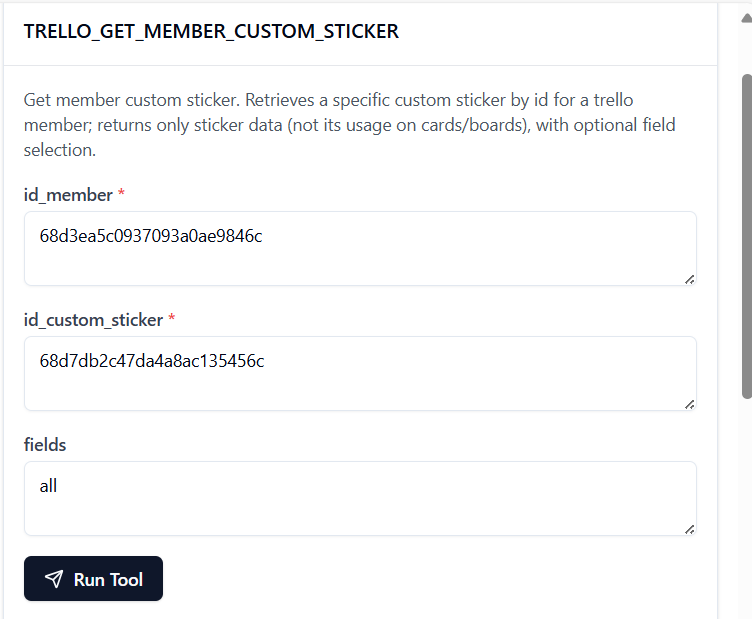 TRELLO_GET_MEMBER_CUSTOM_STICKER
Get member custom sticker. Retrieves a specific custom sticker by id for a trello
member; returns only sticker data (not its usage on cards/boards), with optional field
selection.
id_member *
68d3ea5c0937093a0ae9846c
id_custom_sticker *
68d7db2c47da4a8ac135456c
fields
all
Run Tool